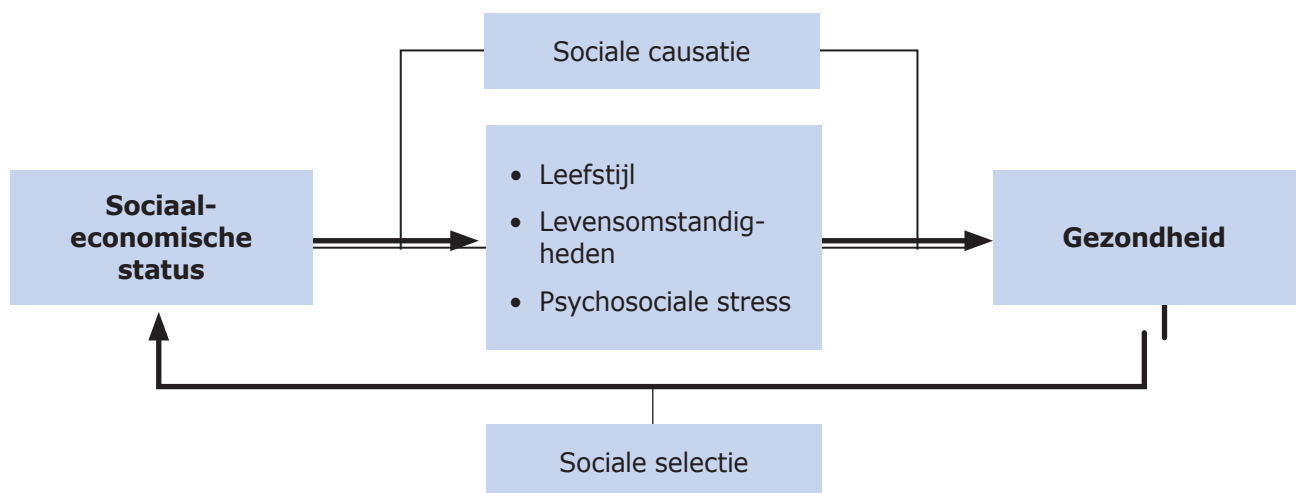 Sociale causatie
Sociaal-
economische
status
• Leefstijl
• Levensomstandig-
heden
• Psychosociale stress
Gezondheid
Sociale selectie